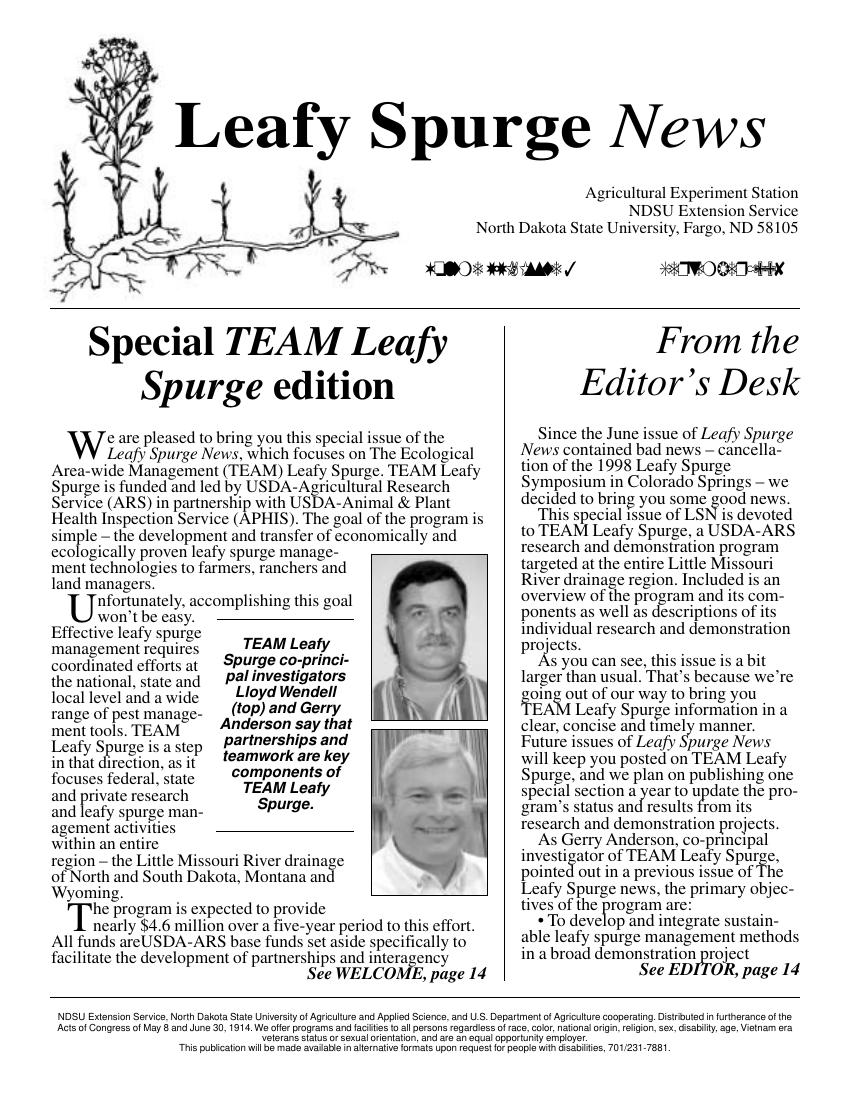 Leafy Spurge News
Agricultural Experiment Station
NDSU Extension Service
North Dakota State University, Fargo, ND 58105
Special TEAM Leafy
Spurge edition
We are pleased to bring you this special issue of the
Leafy Spurge News, which focuses on The Ecological
Area-wide Management (TEAM) Leafy Spurge. TEAM Leafy
Spurge is funded and led by USDA-Agricultural Research
Service (ARS) in partnership with USDA-Animal & Plant
Health Inspection Service (APHIS). The goal of the program is
simple – the development and transfer of economically and
ecologically proven leafy spurge manage-
ment technologies to farmers, ranchers and
land managers.
Unfortunately, accomplishing this goal
won't be easy.
Effective leafy spurge
management requires
coordinated efforts at
the national, state and
local level and a wide
range of pest manage-
ment tools. TEAM
Leafy Spurge is a step
in that direction, as it
focuses federal, state
and private research
and leafy spurge man-
agement activities
within an entire
region – the Little Missouri River drainage
of North and South Dakota, Montana and
Wyoming.
The program is expected to provide
nearly $4.6 million over a five-year period to this effort.
All funds areUSDA-ARS base funds set aside specifically to
facilitate the development of partnerships and interagency
See WELCOME, page 14
TEAM Leafy
Spurge co-princi-
pal investigators
Lloyd Wendell
(top) and Gerry
Anderson say that
partnerships and
teamwork are key
components of
TEAM Leafy
Spurge.
From the
Editor's Desk
Since the June issue of Leafy Spurge
News contained bad news – cancella-
tion of the 1998 Leafy Spurge
Symposium in Colorado Springs – we
decided to bring you some good news.
This special issue of LSN is devoted
to TEAM Leafy Spurge, a USDA-ARS
research and demonstration program
targeted at the entire Little Missouri
River drainage region. Included is an
overview of the program and its com-
ponents as well as descriptions of its
individual research and demonstration
projects.
As you can see, this issue is a bit
larger than usual. That's because we're
going out of our way to bring you
TEAM Leafy Spurge information in a
clear, concise and timely manner.
Future issues of Leafy Spurge News
will keep you posted on TEAM Leafy
Spurge, and we plan on publishing one
special section a year to update the pro-
gram's status and results from its
research and demonstration projects.
As Gerry Anderson, co-principal
investigator of TEAM Leafy Spurge,
pointed out in a previous issue of The
Leafy Spurge news, the primary objec-
tives of the program are:
• To develop and integrate sustain-
able leafy spurge management methods
in a broad demonstration project
See EDITOR, page 14
NDSU Extension Service, North Dakota State University of Agriculture and Applied Science, and U.S. Department of Agriculture cooperating. Distributed in furtherance of the
Acts of Congress of May 8 and June 30, 1914. We offer programs and facilities to all persons regardless of race, color, national origin, religion, sex, disability, age, Vietnam era
veterans status or sexual orientation, and are an equal opportunity employer.
This publication will be made available in alternative formats upon request for people with disabilities, 701/231-7881.